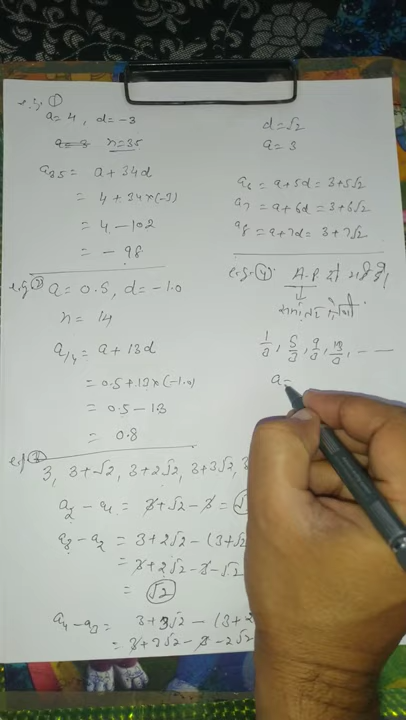 e.g ①
a = 4, d = -3
n = 35
a35 = a + 34d
= 4 + 34×(-3)
= 4 - 102
= - 98
e.g ②
a = 0.5, d = -1.0
n = 14
a14 = a + 13d
= 0.5 + 13×(-1.0)
= 0.5 - 13
= 0.8
e.g ③
3, 3+√2, 3+2√2, 3+3√2,
a2 - a1 = 3+√2-3 =
a3 - a2 = 3+2√2 - (3+√2
= 3+2√2-3-√2
= √2
a4 - a3 = 3+3√2 - (3+2
= 3+3√2-3-2√2
d = √2
a = 3
a6 = a+5d = 3+5√2
a7 = a+6d = 3+6√2
a8 = a+7d = 3+7√2
e.g. ④. A.P
1/3, 5/3, 9/3, 13/3, - —
a =